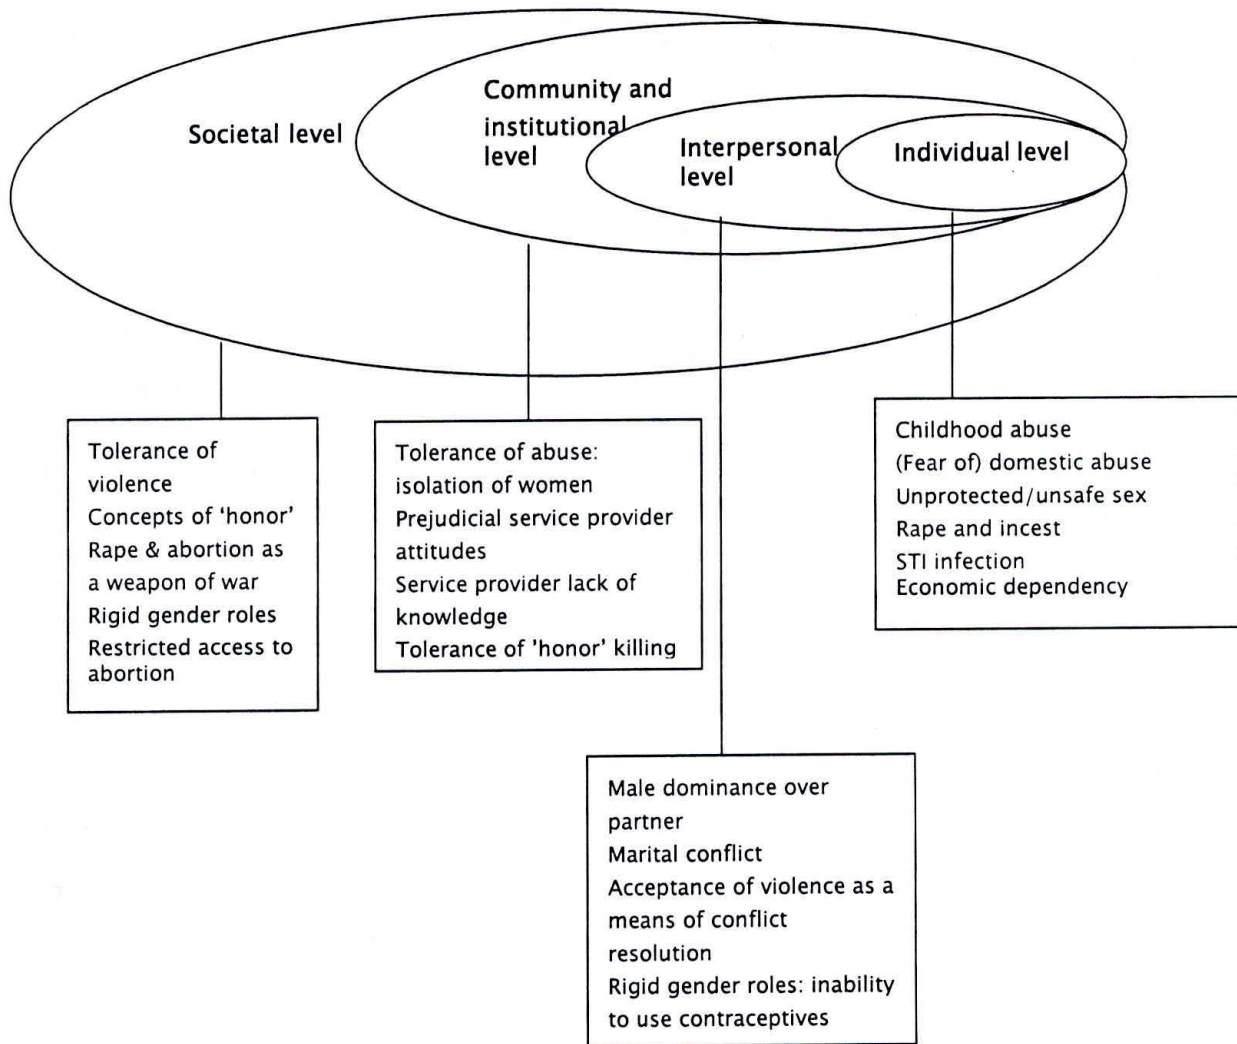 Societal level
Community and
institutional
level
Interpersonal
level
Individual level
Tolerance of
violence
Concepts of 'honor'
Rape & abortion as
a weapon of war
Rigid gender roles
Restricted access to
abortion
Tolerance of abuse:
isolation of women
Prejudicial service provider
attitudes
Service provider lack of
knowledge
Tolerance of 'honor' killing
Childhood abuse
(Fear of) domestic abuse
Unprotected/unsafe sex
Rape and incest
STI infection
Economic dependency
Male dominance over
partner
Marital conflict
Acceptance of violence as a
means of conflict
resolution
Rigid gender roles: inability
to use contraceptives